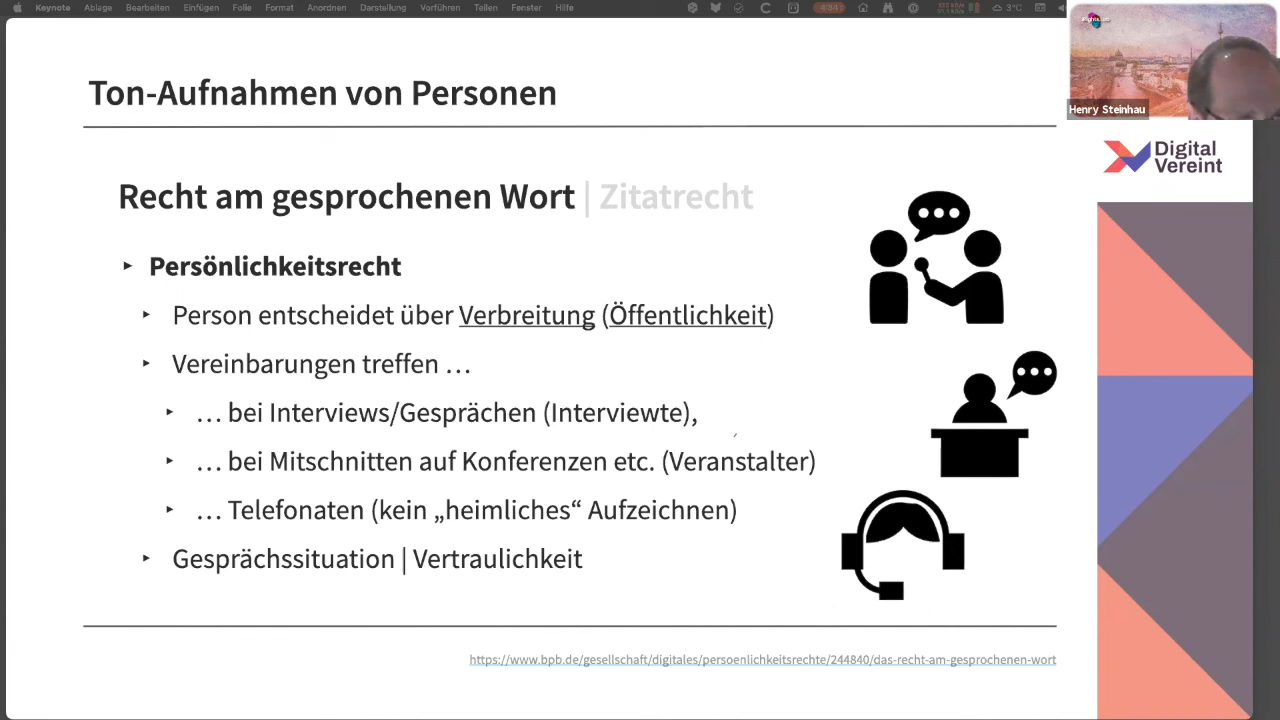 Keynote Ablage Bearbeiten Einfügen Folie Format Anordnen Darstellung Vorführen Teilen Fenster Hilfe 4:54 3°C
Henry Steinhau
Digital
Vereint
Ton-Aufnahmen von Personen
Recht am gesprochenen Wort | Zitatrecht
‣ Persönlichkeitsrecht
‣ Person entscheidet über Verbreitung (Öffentlichkeit)
‣ Vereinbarungen treffen …
‣ … bei Interviews/Gesprächen (Interviewte),
‣ … bei Mitschnitten auf Konferenzen etc. (Veranstalter)
‣ … Telefonaten (kein „heimliches“ Aufzeichnen)
‣ Gesprächssituation | Vertraulichkeit
https://www.bpb.de/gesellschaft/digitales/persoenlichkeitsrechte/244840/das-recht-am-gesprochenen-wort